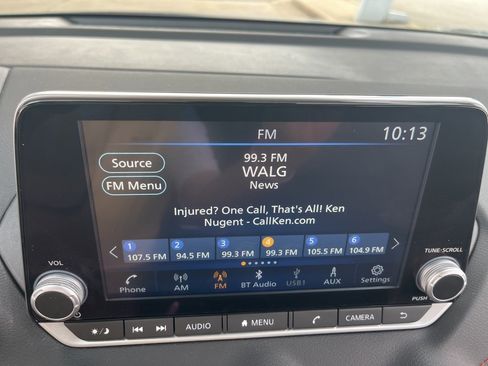 FM
10:13
Source
FM Menu
99.3 FM
WALG
News
Injured? One Call, That's All! Ken
Nugent - CallKen.com
1 2 3 4 5 6
107.5 FM 94.5 FM 99.3 FM 99.3 FM 105.5 FM 104.9 FM
Phone AM FM BT Audio USB1 AUX Settings
VOL
TUNE·SCROLL
PUSH
AUDIO MENU CAMERA